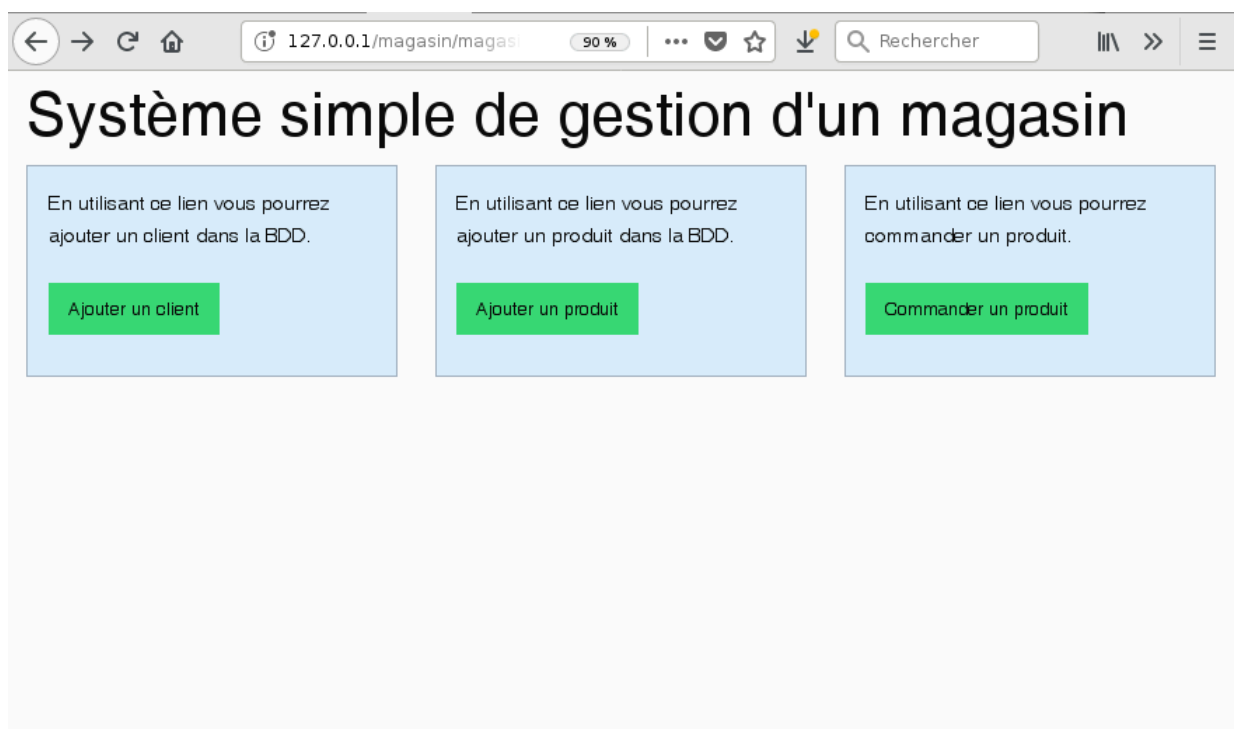 127.0.0.1/magasin/magas
90 %
Rechercher
Système simple de gestion d'un magasin
En utilisant ce lien vous pourrez
ajouter un client dans la BDD.
Ajouter un client
En utilisant ce lien vous pourrez
ajouter un produit dans la BDD.
Ajouter un produit
En utilisant ce lien vous pourrez
commander un produit.
Commander un produit